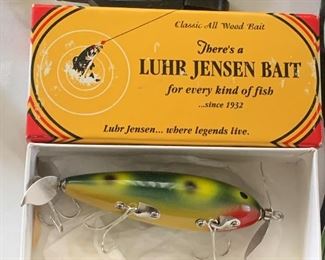 Classic All Wood Bait
There's a
LUHR JENSEN BAIT
for every kind of fish
...since 1932
Luhr Jensen... where legends live.